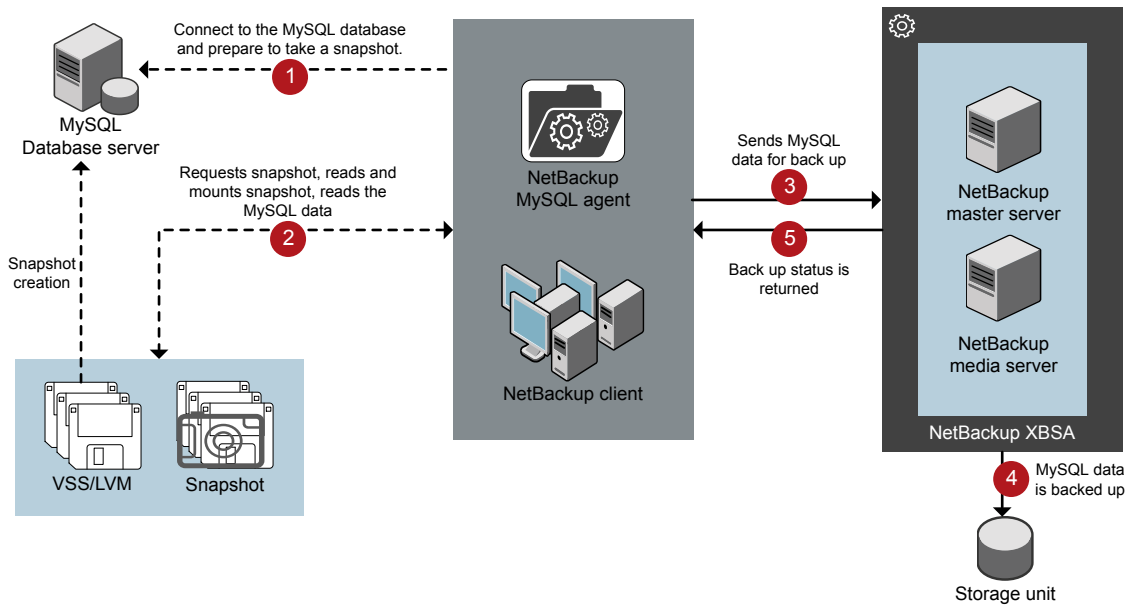 Connect to the MySQL database
and prepare to take a snapshot.
1
MySQL
Database server
Requests snapshot, reads and
mounts snapshot, reads the
MySQL data
2
Snapshot
creation
VSS/LVM
Snapshot
NetBackup
MySQL agent
NetBackup client
Sends MySQL
data for back up
3
5
Back up status is
returned
NetBackup
master server
NetBackup
media server
NetBackup XBSA
4
MySQL data
is backed up
Storage unit